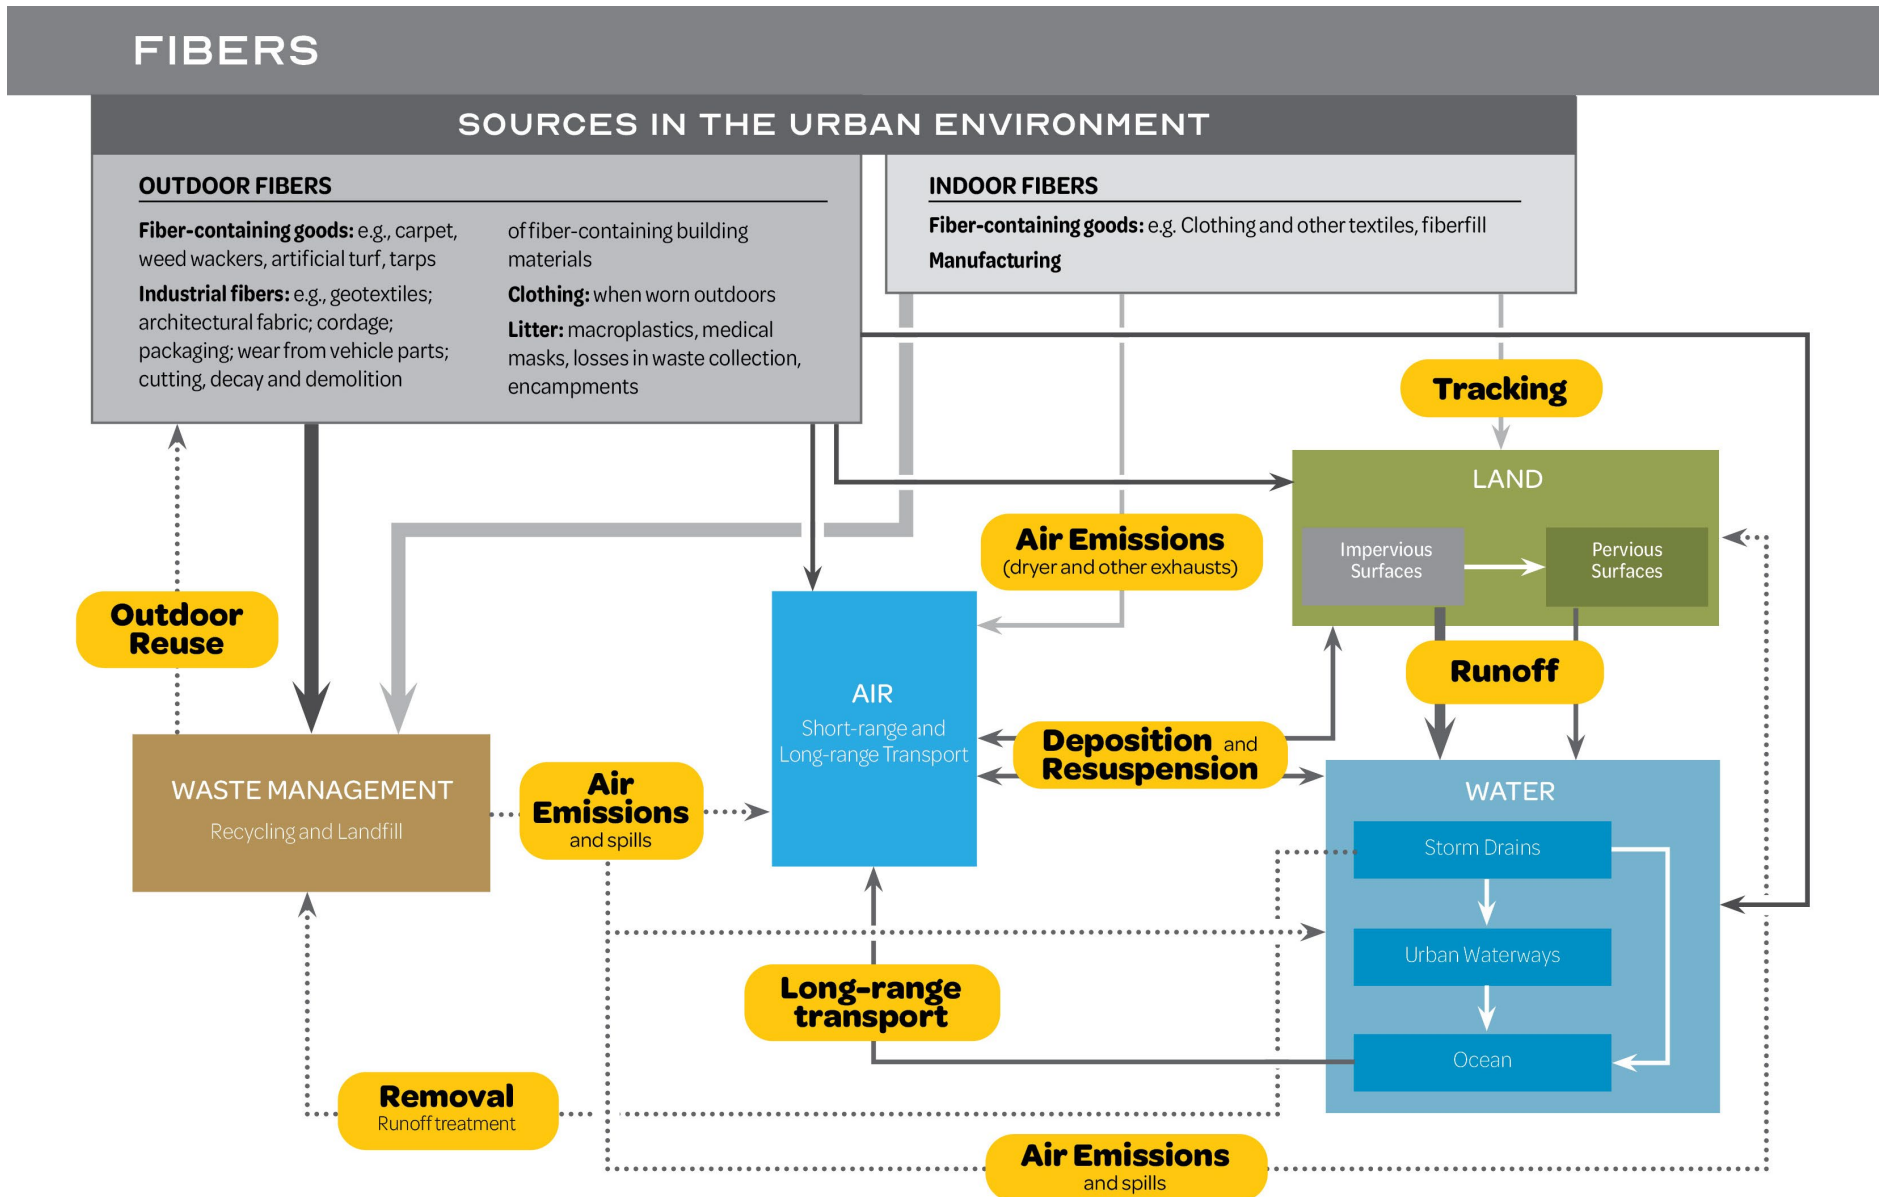 FIBERS
SOURCES IN THE URBAN ENVIRONMENT
OUTDOOR FIBERS
Fiber-containing goods: e.g., carpet,
weed wackers, artificial turf, tarps
Industrial fibers: e.g., geotextiles;
architectural fabric; cordage;
packaging; wear from vehicle parts;
cutting, decay and demolition
of fiber-containing building
materials
Clothing: when worn outdoors
Litter: macroplastics, medical
masks, losses in waste collection,
encampments
INDOOR FIBERS
Fiber-containing goods: e.g. Clothing and other textiles, fiberfill
Manufacturing
Tracking
LAND
Impervious
Surfaces
Pervious
Surfaces
Air Emissions
(dryer and other exhausts)
Outdoor
Reuse
Runoff
AIR
Short-range and
Long-range Transport
Deposition and
Resuspension
WASTE MANAGEMENT
Recycling and Landfill
Air
Emissions
and spills
WATER
Storm Drains
Urban Waterways
Ocean
Long-range
transport
Removal
Runoff treatment
Air Emissions
and spills